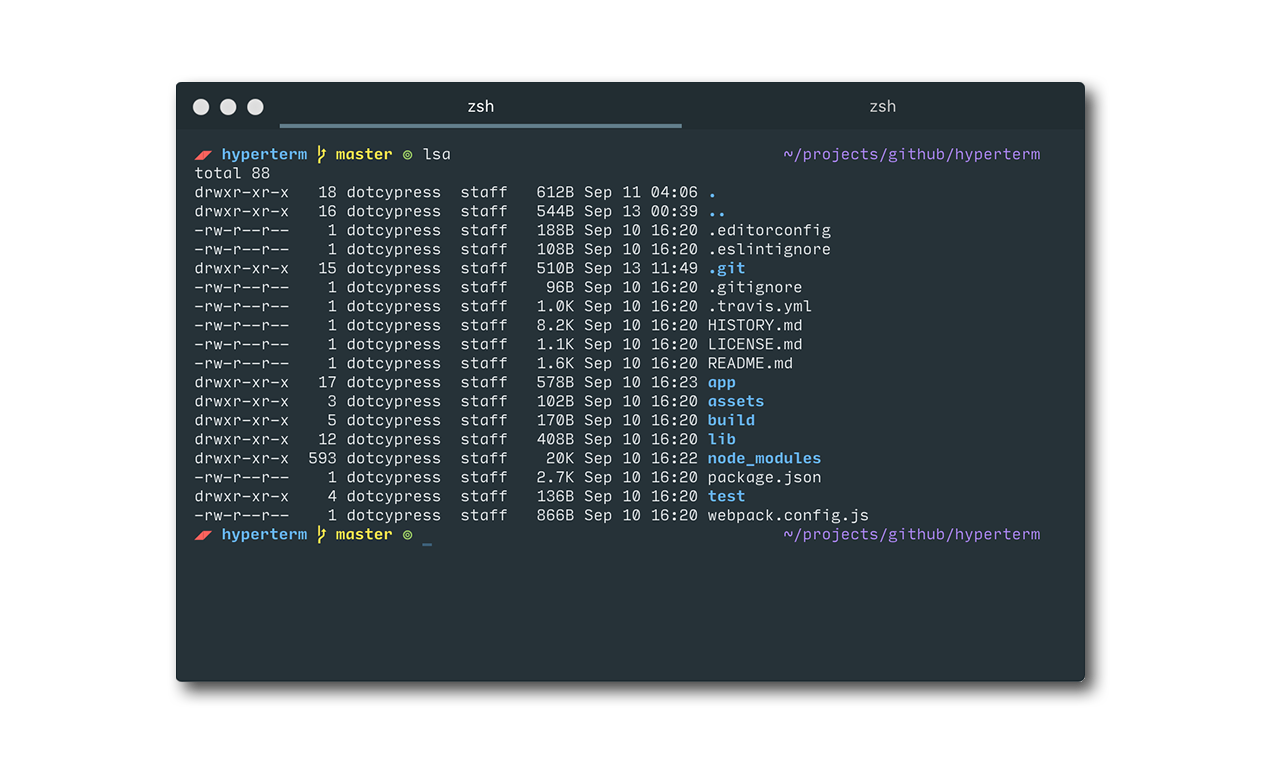 zsh zsh
hyperterm master lsa ~/projects/github/hyperterm
total 88
drwxr-xr-x 18 dotcypress staff 612B Sep 11 04:06 .
drwxr-xr-x 16 dotcypress staff 544B Sep 13 00:39 ..
-rw-r--r-- 1 dotcypress staff 188B Sep 10 16:20 .editorconfig
-rw-r--r-- 1 dotcypress staff 108B Sep 10 16:20 .eslintignore
drwxr-xr-x 15 dotcypress staff 510B Sep 13 11:49 .git
-rw-r--r-- 1 dotcypress staff 96B Sep 10 16:20 .gitignore
-rw-r--r-- 1 dotcypress staff 1.0K Sep 10 16:20 .travis.yml
-rw-r--r-- 1 dotcypress staff 8.2K Sep 10 16:20 HISTORY.md
-rw-r--r-- 1 dotcypress staff 1.1K Sep 10 16:20 LICENSE.md
-rw-r--r-- 1 dotcypress staff 1.6K Sep 10 16:20 README.md
drwxr-xr-x 17 dotcypress staff 578B Sep 10 16:23 app
drwxr-xr-x 3 dotcypress staff 102B Sep 10 16:20 assets
drwxr-xr-x 5 dotcypress staff 170B Sep 10 16:20 build
drwxr-xr-x 12 dotcypress staff 408B Sep 10 16:20 lib
drwxr-xr-x 593 dotcypress staff 20K Sep 10 16:22 node_modules
-rw-r--r-- 1 dotcypress staff 2.7K Sep 10 16:20 package.json
drwxr-xr-x 4 dotcypress staff 136B Sep 10 16:20 test
-rw-r--r-- 1 dotcypress staff 866B Sep 10 16:20 webpack.config.js
hyperterm master _ ~/projects/github/hyperterm